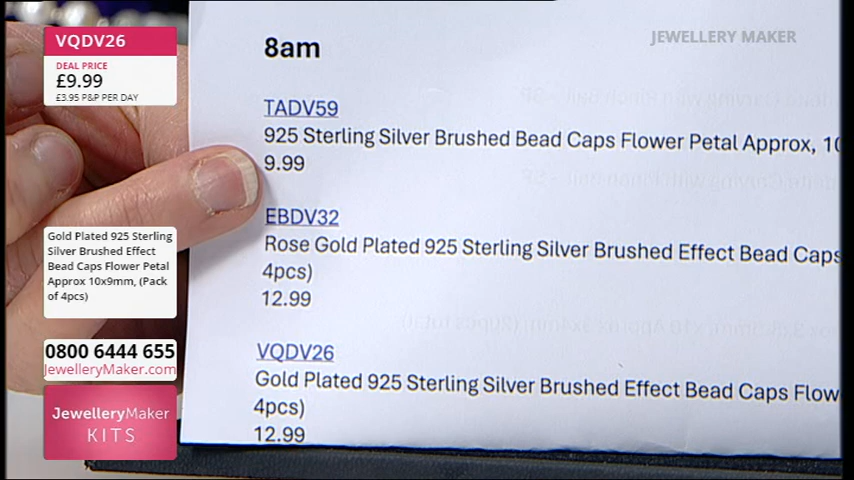 VQDV26
DEAL PRICE
£9.99
£3.95 P&P PER DAY
Gold Plated 925 Sterling
Silver Brushed Effect
Bead Caps Flower Petal
Approx 10x9mm, (Pack
of 4pcs)
0800 6444 655
JewelleryMaker.com
JewelleryMaker
KITS
JEWELLERY MAKER
8am
TADV59
925 Sterling Silver Brushed Bead Caps Flower Petal Approx, 10
9.99
EBDV32
Rose Gold Plated 925 Sterling Silver Brushed Effect Bead Caps
4pcs)
12.99
VQDV26
Gold Plated 925 Sterling Silver Brushed Effect Bead Caps Flow
4pcs)
12.99